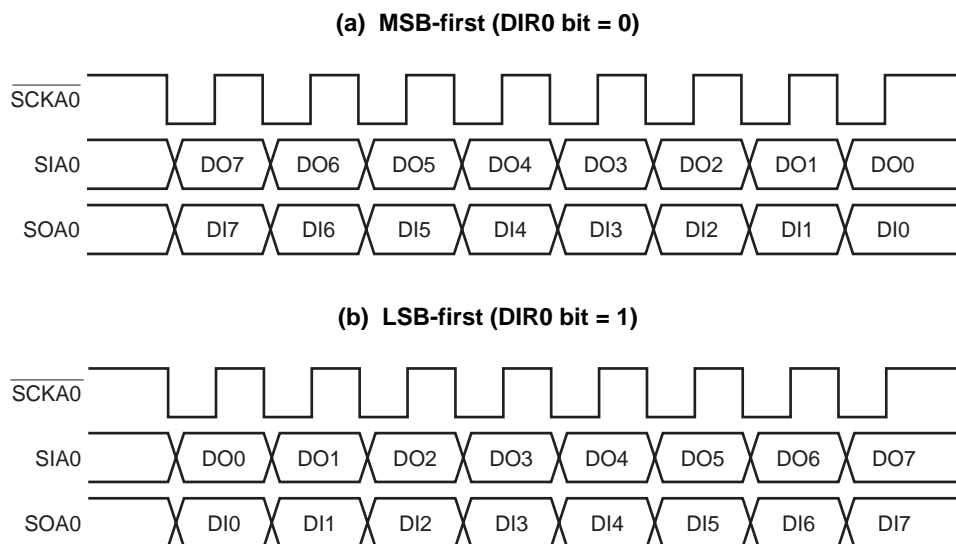 (a) MSB-first (DIR0 bit = 0)
SCKA0
SIA0 DO7 DO6 DO5 DO4 DO3 DO2 DO1 DO0
SOA0 DI7 DI6 DI5 DI4 DI3 DI2 DI1 DI0
(b) LSB-first (DIR0 bit = 1)
SCKA0
SIA0 DO0 DO1 DO2 DO3 DO4 DO5 DO6 DO7
SOA0 DI0 DI1 DI2 DI3 DI4 DI5 DI6 DI7